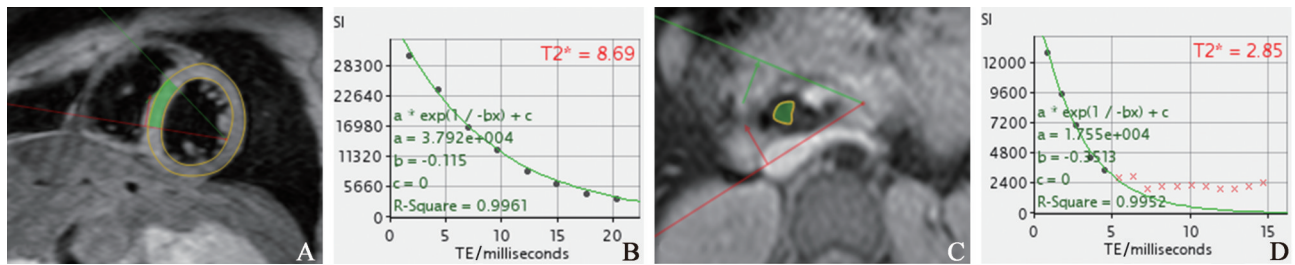 A
SI
T2* = 8.69
28300
22640
16980
11320
5660
0
a * exp(1 / -bx) + c
a = 3.792e+004
b = -0.115
c = 0
R-Square = 0.9961
0 5 10 15 20
TE/milliseconds
B
C
SI
T2* = 2.85
12000
9600
7200
4800
2400
0
a * exp(1 / -bx) + c
a = 1.755e+004
b = -0.3513
c = 0
R-Square = 0.9952
0 5 10 15
TE/milliseconds
D